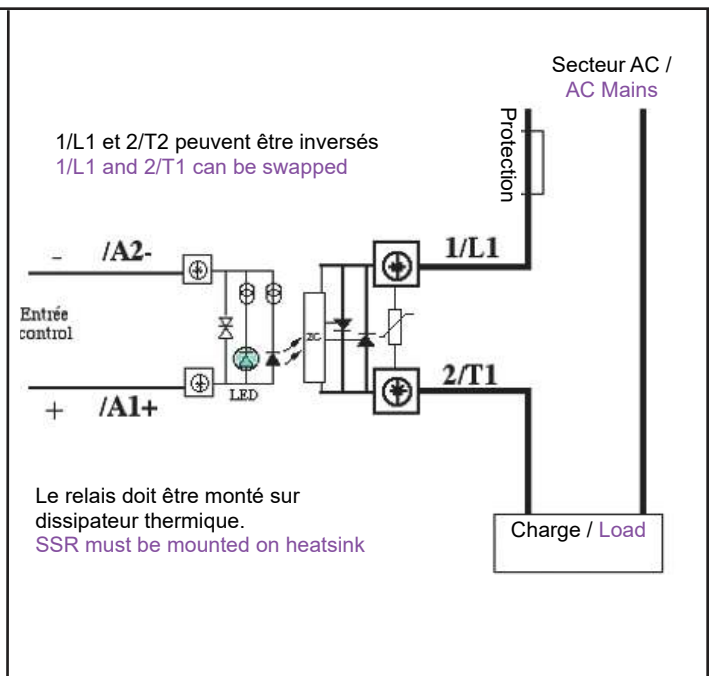 Secteur AC /
AC Mains
Protection
1/L1 et 2/T2 peuvent être inversés
1/L1 and 2/T1 can be swapped
- /A2-
1/L1
Entrée
control
ZC
LED
2/T1
+ /A1+
Le relais doit être monté sur
dissipateur thermique.
SSR must be mounted on heatsink
Charge / Load